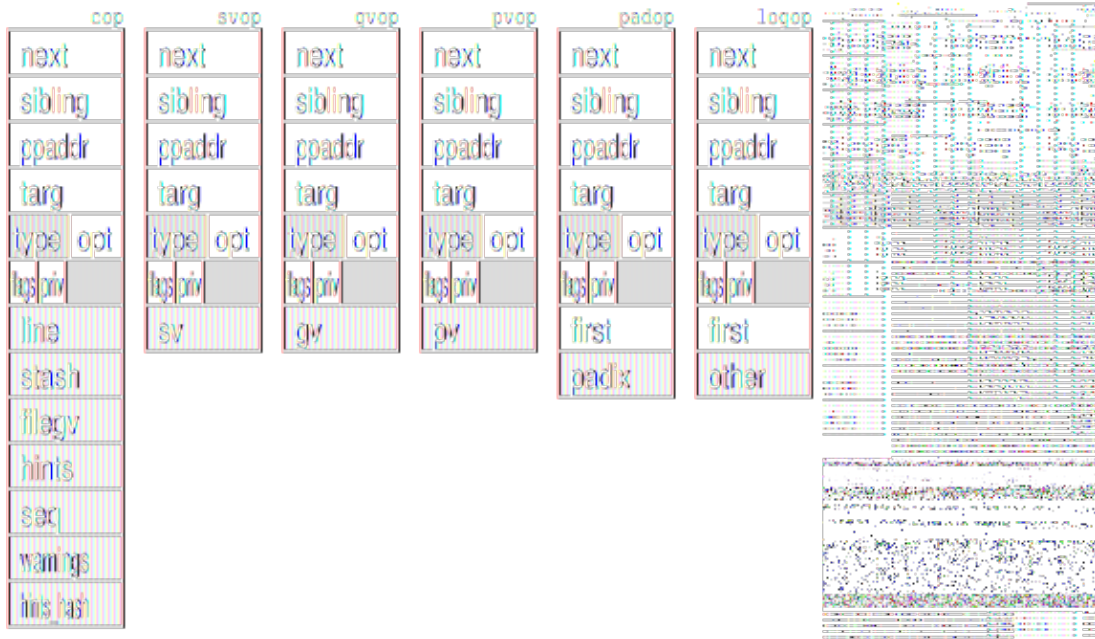 cop svop gvop pvop padop logop
next next next next next next
sibling sibling sibling sibling sibling sibling
ppaddr ppaddr ppaddr ppaddr ppaddr ppaddr
targ targ targ targ targ targ
type opt type opt type opt type opt type opt type opt
flags priv flags priv flags priv flags priv flags priv flags priv
line sv gv pv first first
stash padix other
filegv
hints
seq
warnings
hints hash